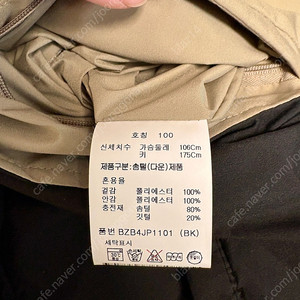 호칭 100
신체치수 가슴둘레 106Cm
키 175Cm
제품구분:솜털(다운)제품
혼용율
겉감 폴리에스터 100%
안감 폴리에스터 100%
충전재 솜털 80%
깃털 20%
품번 BZB4JP1101 (BK)
세탁표시